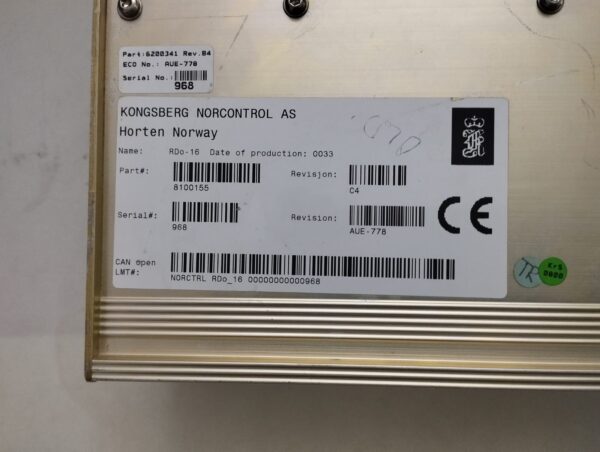 Part:6200341 Rev.B4
ECO No.: AUE-778
Serial No.:
968
KONGSBERG NORCONTROL AS
Horten Norway
Name: RDo-16 Date of production: 0033
Part#: 8100155
Revisjon: C4
Serial#: 968
Revision: AUE-778
CE
CAN Open
LMT#: NORCTRL RDo_16 00000000000968
TR
KrS